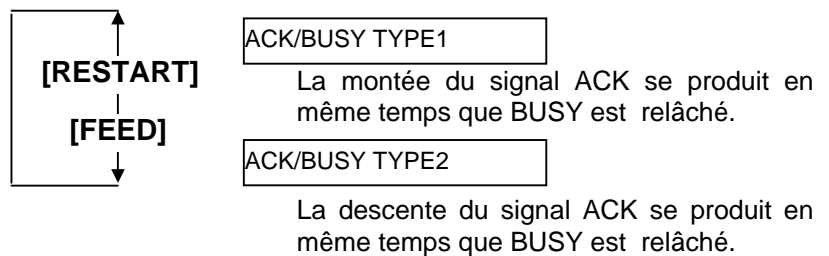 ACK/BUSY TYPE1
[RESTART]
La montée du signal ACK se produit en
même temps que BUSY est relâché.
[FEED]
ACK/BUSY TYPE2
La descente du signal ACK se produit en
même temps que BUSY est relâché.